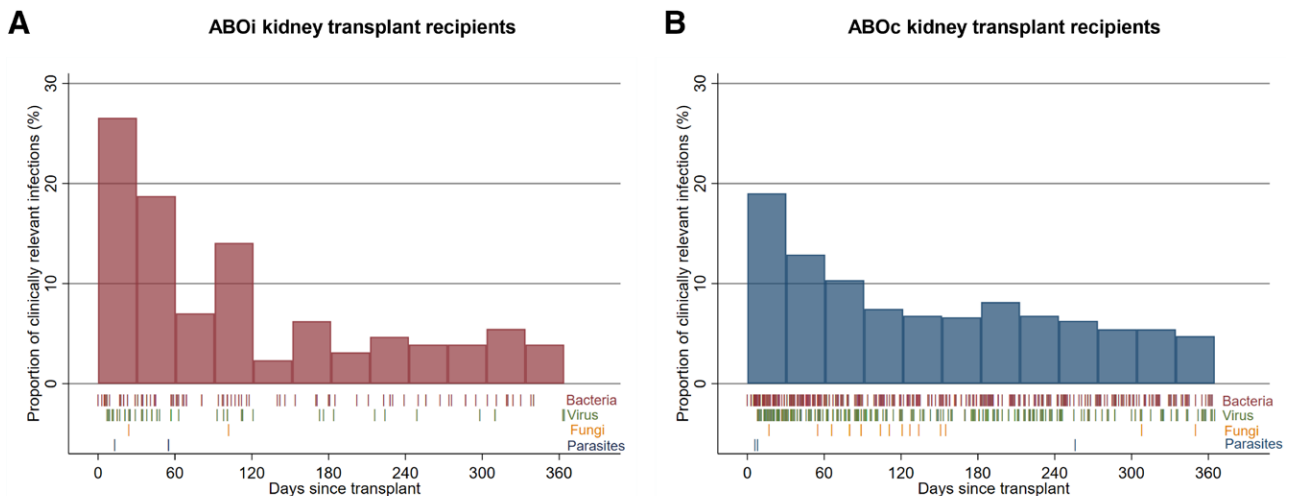 A
ABOi kidney transplant recipients
Proportion of clinically relevant infections (%)
30
20
10
0
Bacteria
Virus
Fungi
Parasites
0 60 120 180 240 300 360
Days since transplant
B
ABOc kidney transplant recipients
Proportion of clinically relevant infections (%)
30
20
10
0
Bacteria
Virus
Fungi
Parasites
0 60 120 180 240 300 360
Days since transplant